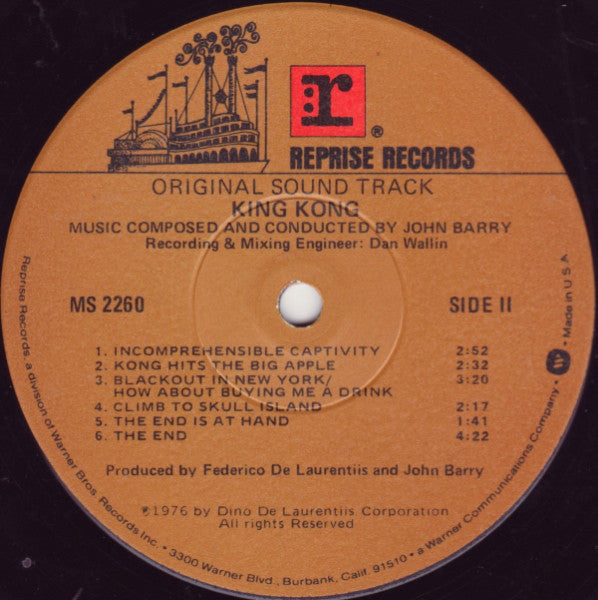 r
®
REPRISE RECORDS
ORIGINAL SOUND TRACK
KING KONG
MUSIC COMPOSED AND CONDUCTED BY JOHN BARRY
Recording & Mixing Engineer: Dan Wallin
MS 2260 SIDE II
1. INCOMPREHENSIBLE CAPTIVITY 2:52
2. KONG HITS THE BIG APPLE 2:32
3. BLACKOUT IN NEW YORK/ 3:20
HOW ABOUT BUYING ME A DRINK
4. CLIMB TO SKULL ISLAND 2:17
5. THE END IS AT HAND 1:41
6. THE END 4:22
Produced by Federico De Laurentiis and John Barry
℗1976 by Dino De Laurentiis Corporation
All rights Reserved
Reprise Records, a division of Warner Bros. Records Inc. • 3300 Warner Blvd., Burbank, Calif. 91510 • a Warner Communications Company • W • Made in U.S.A.